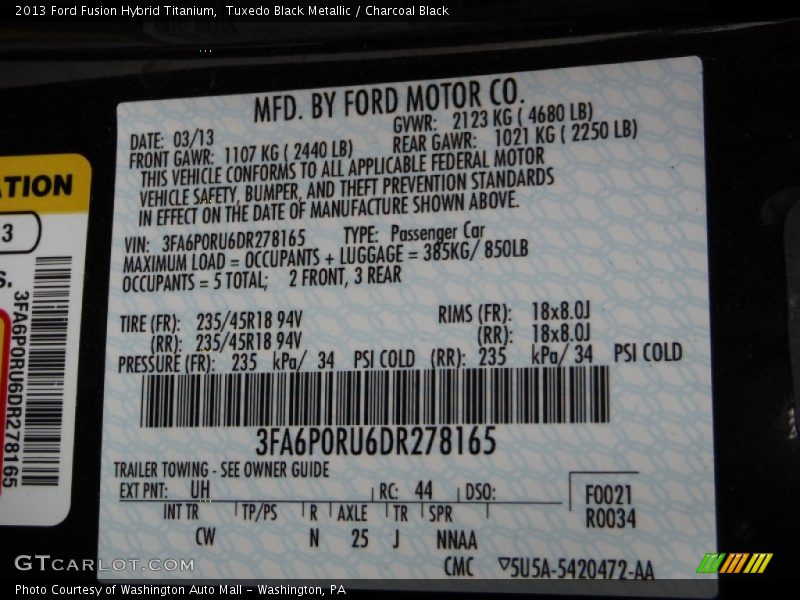 2013 Ford Fusion Hybrid Titanium, Tuxedo Black Metallic / Charcoal Black
MFD. BY FORD MOTOR CO.
DATE: 03/13 GVWR: 2123 KG ( 4680 LB)
FRONT GAWR: 1107 KG ( 2440 LB) REAR GAWR: 1021 KG ( 2250 LB)
THIS VEHICLE CONFORMS TO ALL APPLICABLE FEDERAL MOTOR
VEHICLE SAFETY, BUMPER, AND THEFT PREVENTION STANDARDS
IN EFFECT ON THE DATE OF MANUFACTURE SHOWN ABOVE.
VIN: 3FA6P0RU6DR278165 TYPE: Passenger Car
MAXIMUM LOAD = OCCUPANTS + LUGGAGE = 385KG/ 850LB
OCCUPANTS = 5 TOTAL; 2 FRONT, 3 REAR
TIRE (FR): 235/45R18 94V RIMS (FR): 18x8.0J
(RR): 235/45R18 94V (RR): 18x8.0J
PRESSURE (FR): 235 kPa/ 34 PSI COLD (RR): 235 kPa/ 34 PSI COLD
3FA6P0RU6DR278165
TRAILER TOWING - SEE OWNER GUIDE
EXT PNT: UH RC: 44 DSO: F0021
INT TR TP/PS R AXLE TR SPR R0034
CW N 25 J NNAA
CMC ▽5U5A-5420472-AA
ATION
3
S.
3FA6P0RU6DR278165
GTCARLOT.COM
Photo Courtesy of Washington Auto Mall - Washington, PA